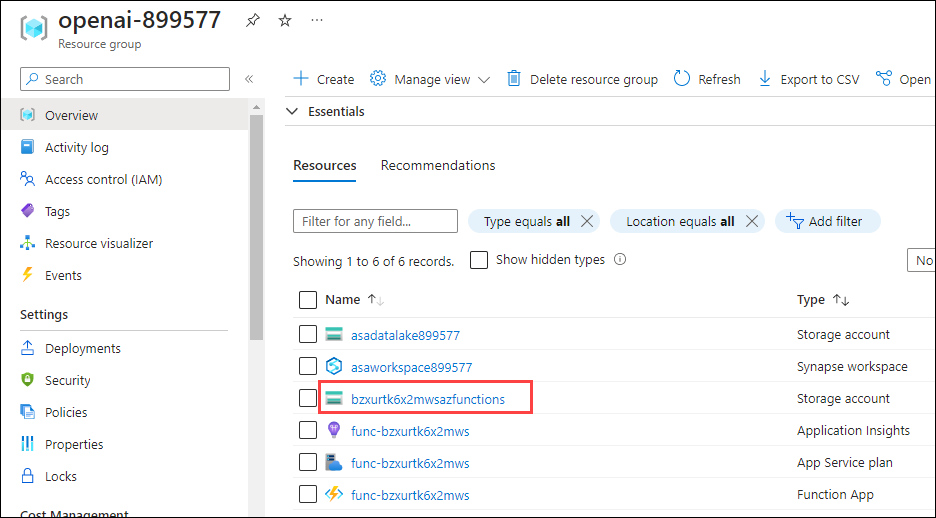 openai-899577
Resource group
Search
Overview
Activity log
Access control (IAM)
Tags
Resource visualizer
Events
Settings
Deployments
Security
Policies
Properties
Locks
Cost Management
Create Manage view Delete resource group Refresh Export to CSV Open
Essentials
Resources Recommendations
Filter for any field... Type equals all Location equals all Add filter
Showing 1 to 6 of 6 records. Show hidden types No
Name Type
asadatalake899577 Storage account
asaworkspace899577 Synapse workspace
bzxurtk6x2mwsazfunctions Storage account
func-bzxurtk6x2mws Application Insights
func-bzxurtk6x2mws App Service plan
func-bzxurtk6x2mws Function App